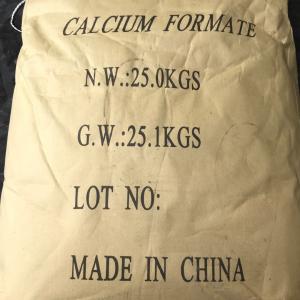 CALCIUM FORMATE
N.W.:25.0KGS
G.W.:25.1KGS
LOT NO:
MADE IN CHINA